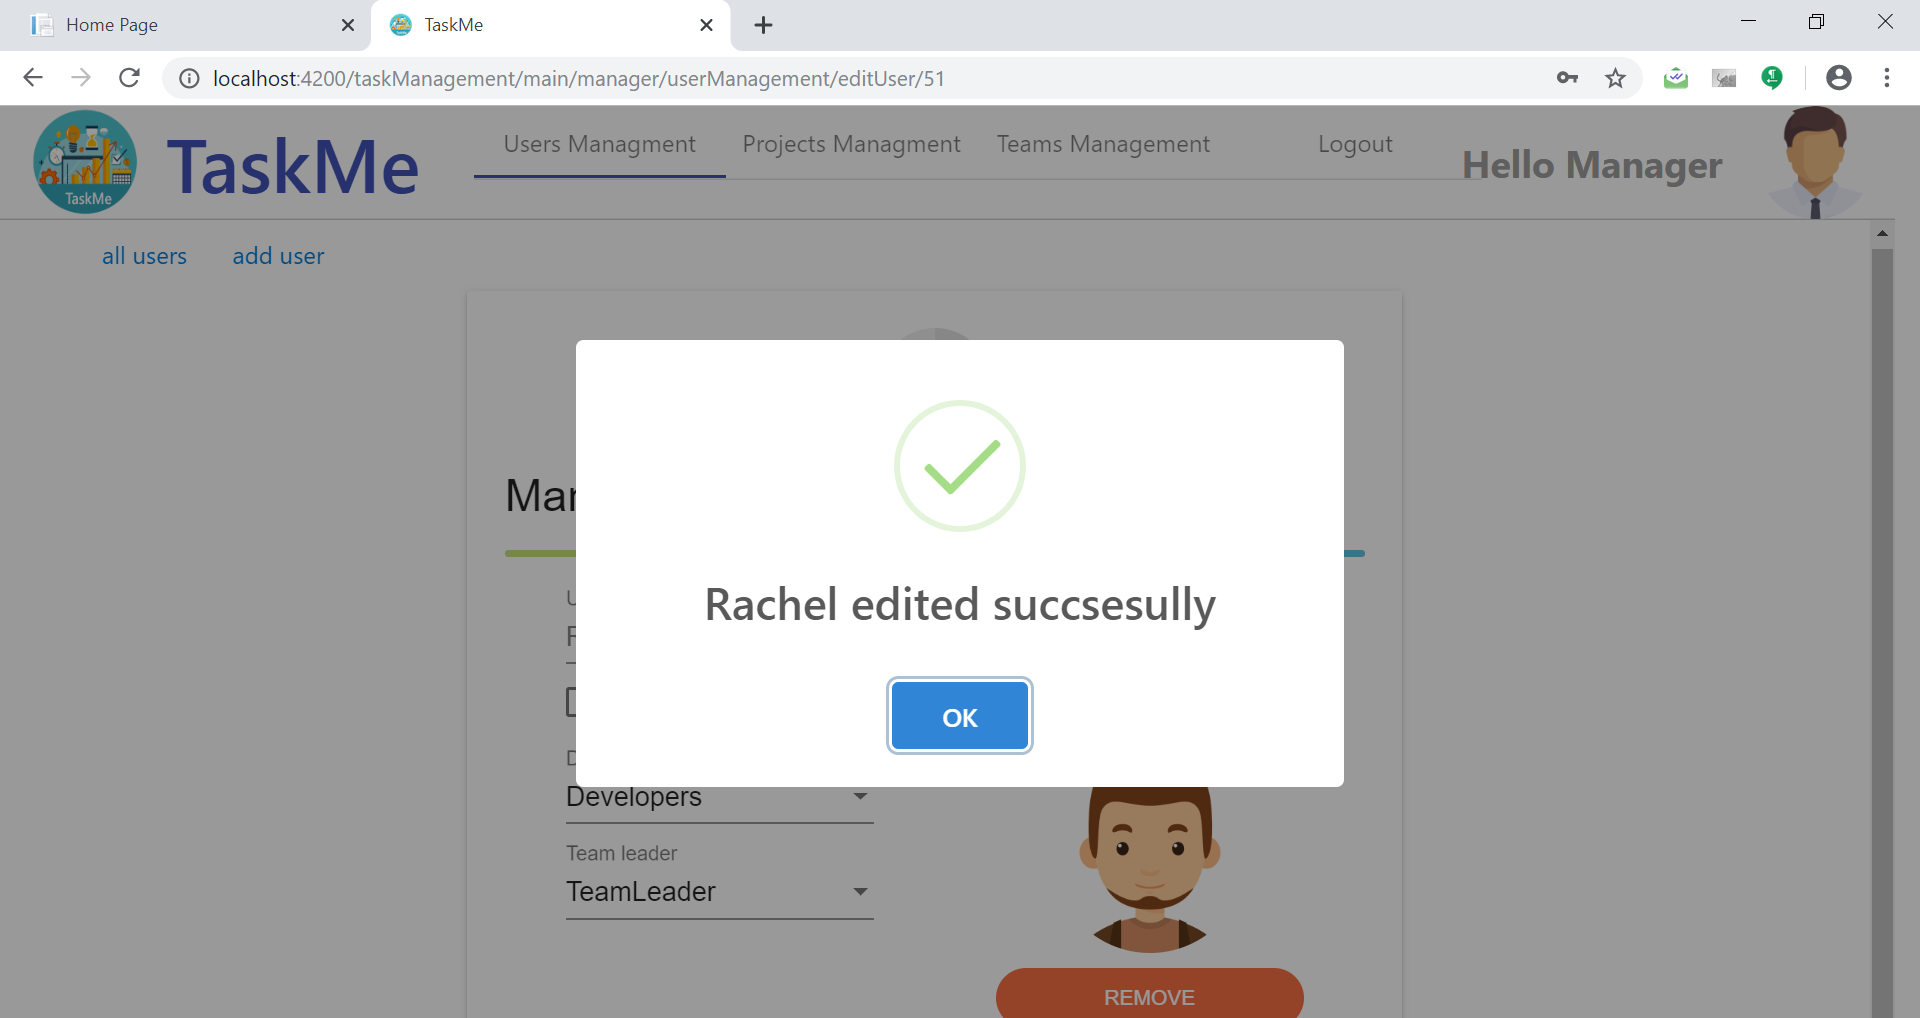 Home Page
TaskMe
localhost:4200/taskManagement/main/manager/userManagement/editUser/51
TaskMe
TaskMe
Users Managment
Projects Managment
Teams Management
Logout
Hello Manager
all users
add user
Rachel edited succsesully
OK
Developers
Team leader
TeamLeader
REMOVE